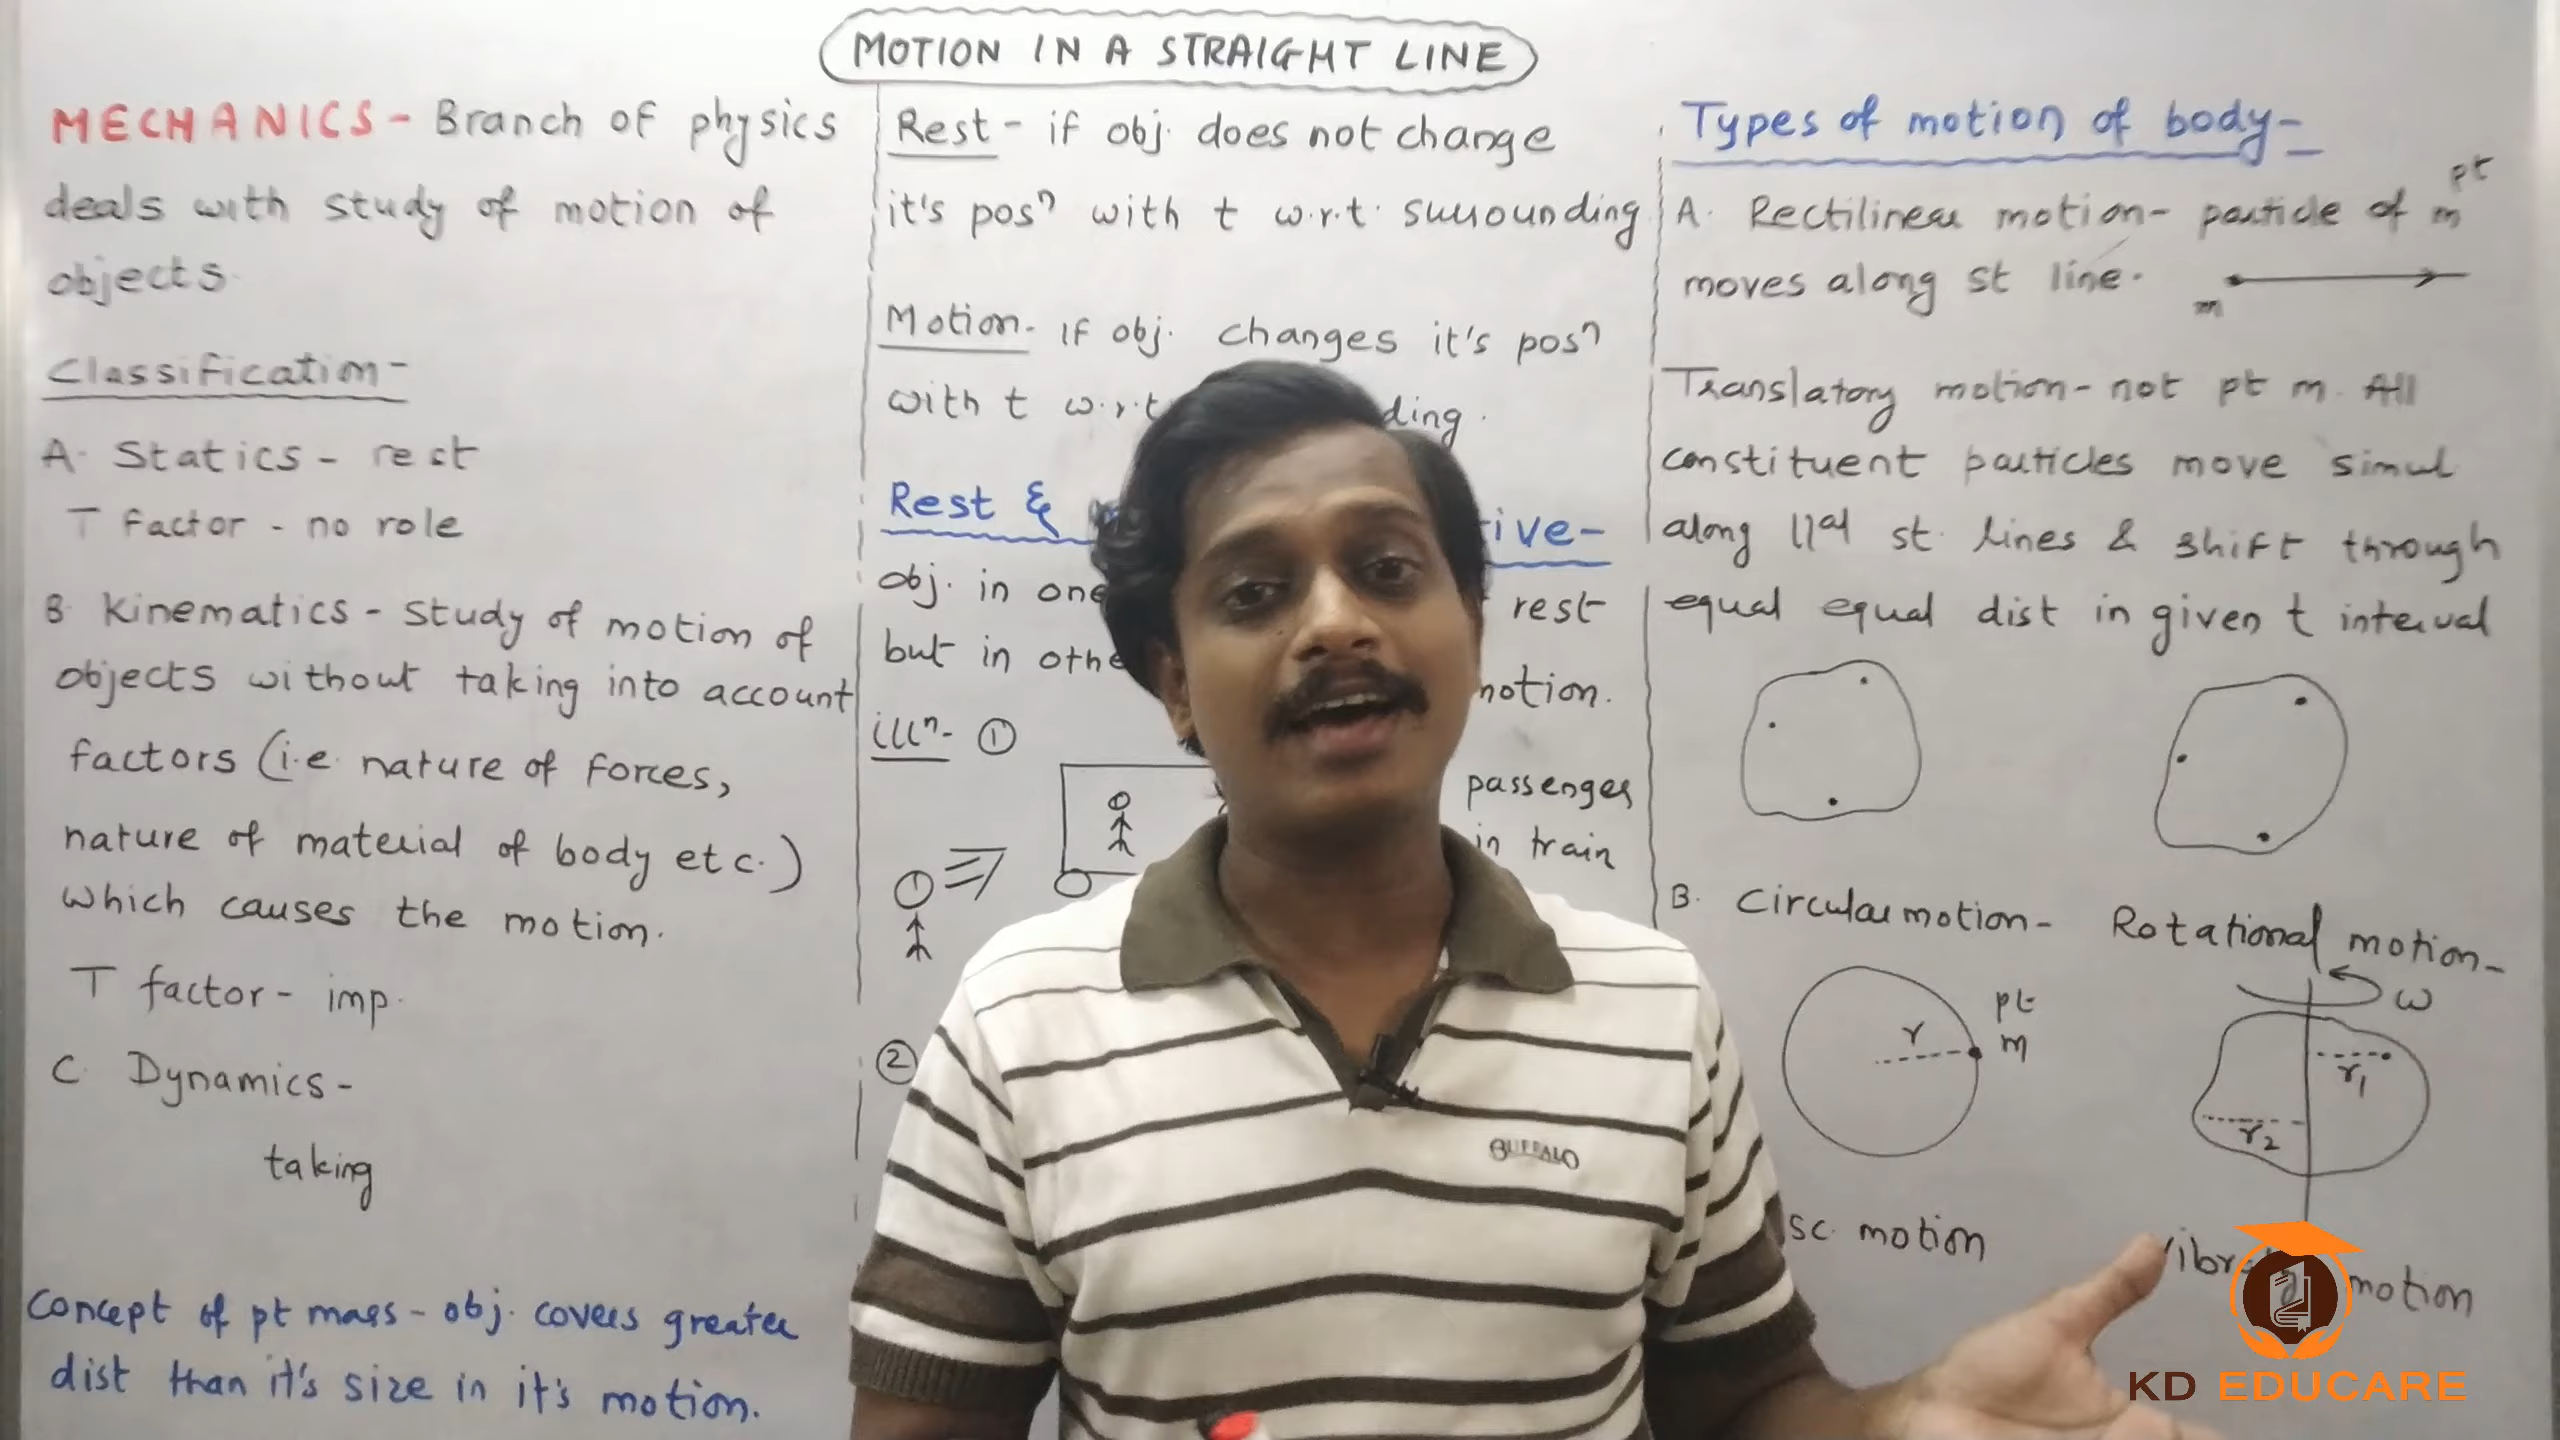 MOTION IN A STRAIGHT LINE
MECHANICS - Branch of physics
deals with study of motion of
objects.
Classification -
A. Statics - rest
T factor - no role
B. Kinematics - study of motion of
objects without taking into account
factors (i.e. nature of forces,
nature of material of body etc.)
which causes the motion.
T factor - imp.
C. Dynamics -
taking
Concept of pt mass - obj. covers greater
dist than it's size in it's motion.
Rest - if obj. does not change
it's posⁿ with t w.r.t. surrounding
Motion - If obj. changes it's posⁿ
with t w.r.t ding.
Rest & ive -
obj. in one rest
but in othe motion.
illⁿ - ①
passenger
in train
②
Types of motion of body -
A. Rectilinear motion - particle of pt m
moves along st line.
m
Translatory motion - not pt m. All
constituent particles move simul
along llal st. lines & shift through
equal equal dist in given t interval
B. Circular motion - Rotational motion -
r pt m
ω
r1
r2
sc. motion
motion
BUFFALO
KD EDUCARE